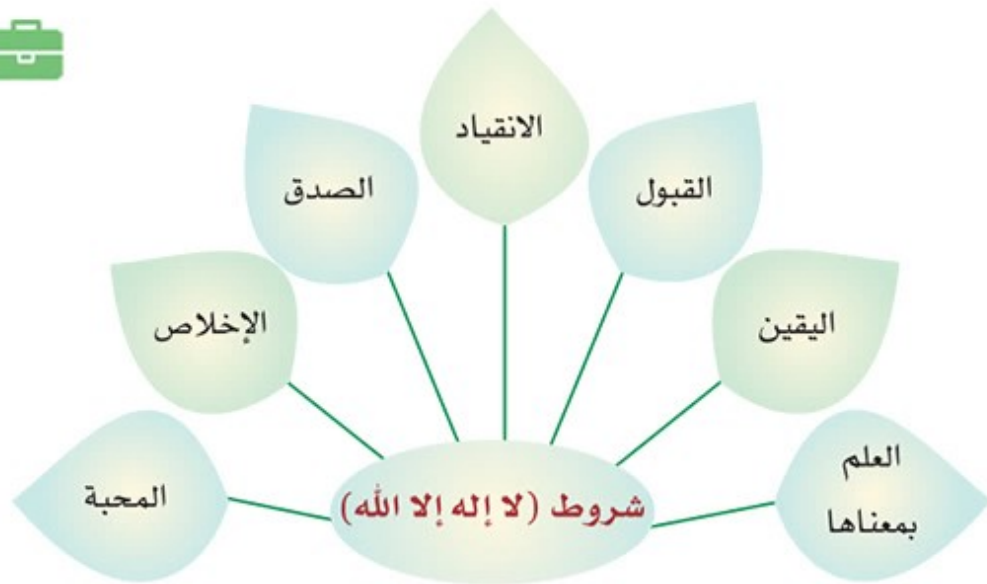 شروط (لا إله إلا الله)
العلم
بمعناها
اليقين
القبول
الانقياد
الصدق
الإخلاص
المحبة